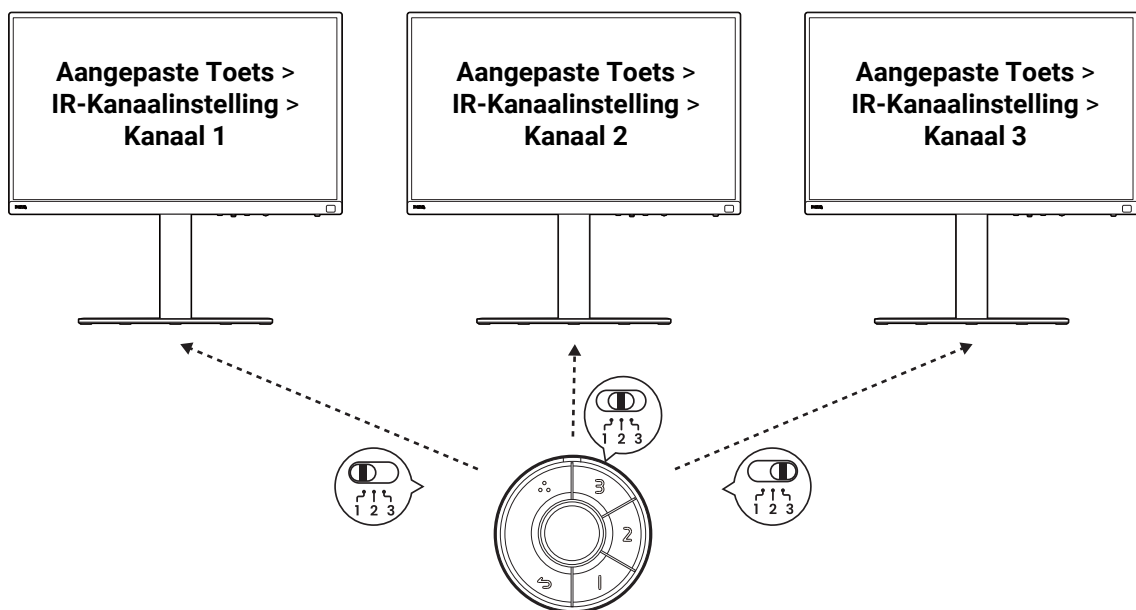 Aangepaste Toets >
IR-Kanaalinstelling >
Kanaal 1
Aangepaste Toets >
IR-Kanaalinstelling >
Kanaal 2
Aangepaste Toets >
IR-Kanaalinstelling >
Kanaal 3
1 2 3
1 2 3
1 2 3
3
2
1